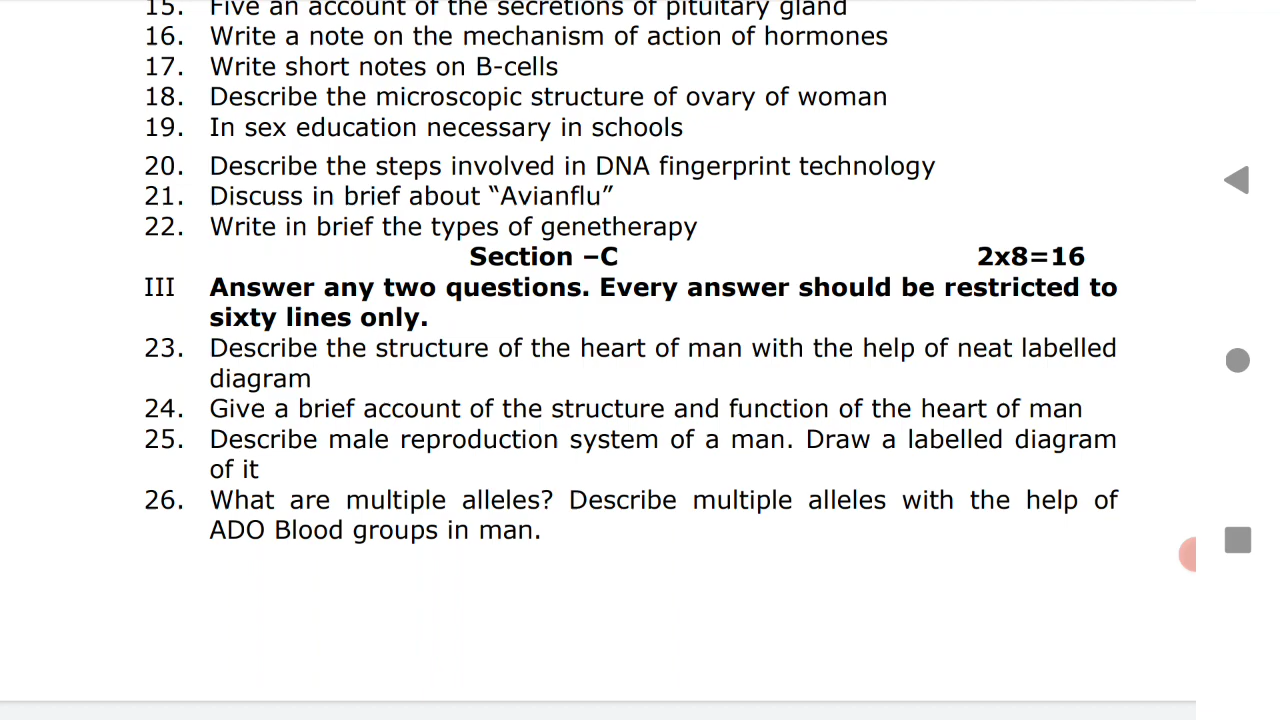 15. Five an account of the secretions of pituitary gland
16. Write a note on the mechanism of action of hormones
17. Write short notes on B-cells
18. Describe the microscopic structure of ovary of woman
19. In sex education necessary in schools
20. Describe the steps involved in DNA fingerprint technology
21. Discuss in brief about “Avianflu”
22. Write in brief the types of genetherapy
Section –C 2x8=16
III Answer any two questions. Every answer should be restricted to
sixty lines only.
23. Describe the structure of the heart of man with the help of neat labelled
diagram
24. Give a brief account of the structure and function of the heart of man
25. Describe male reproduction system of a man. Draw a labelled diagram
of it
26. What are multiple alleles? Describe multiple alleles with the help of
ADO Blood groups in man.